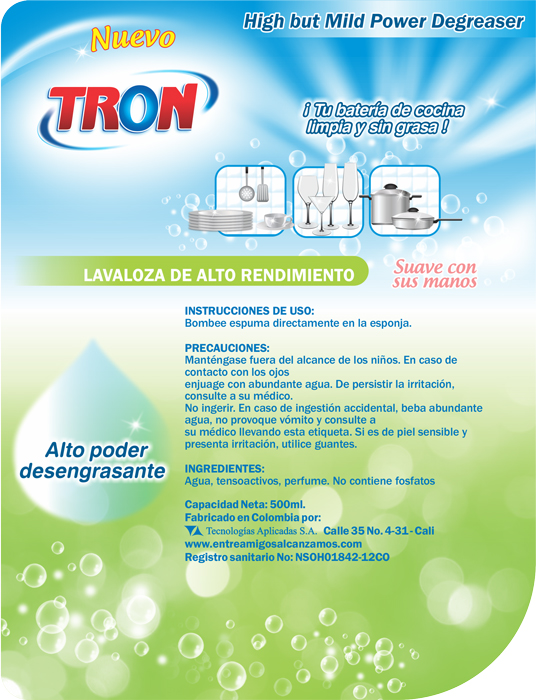 High but Mild Power Degreaser
Nuevo
TRON
¡ Tu batería de cocina
limpia y sin grasa !
LAVALOZA DE ALTO RENDIMIENTO
Suave con
sus manos
INSTRUCCIONES DE USO:
Bombee espuma directamente en la esponja.
PRECAUCIONES:
Manténgase fuera del alcance de los niños. En caso de
contacto con los ojos
enjuage con abundante agua. De persistir la irritación,
consulte a su médico.
No ingerir. En caso de ingestión accidental, beba abundante
agua, no provoque vómito y consulte a
su médico llevando esta etiqueta. Si es de piel sensible y
presenta irritación, utilice guantes.
Alto poder
desengrasante
INGREDIENTES:
Agua, tensoactivos, perfume. No contiene fosfatos
Capacidad Neta: 500ml.
Fabricado en Colombia por:
Tecnologías Aplicadas S.A. Calle 35 No. 4-31 - Cali
www.entreamigosalcanzamos.com
Registro sanitario No: NSOH01842-12CO